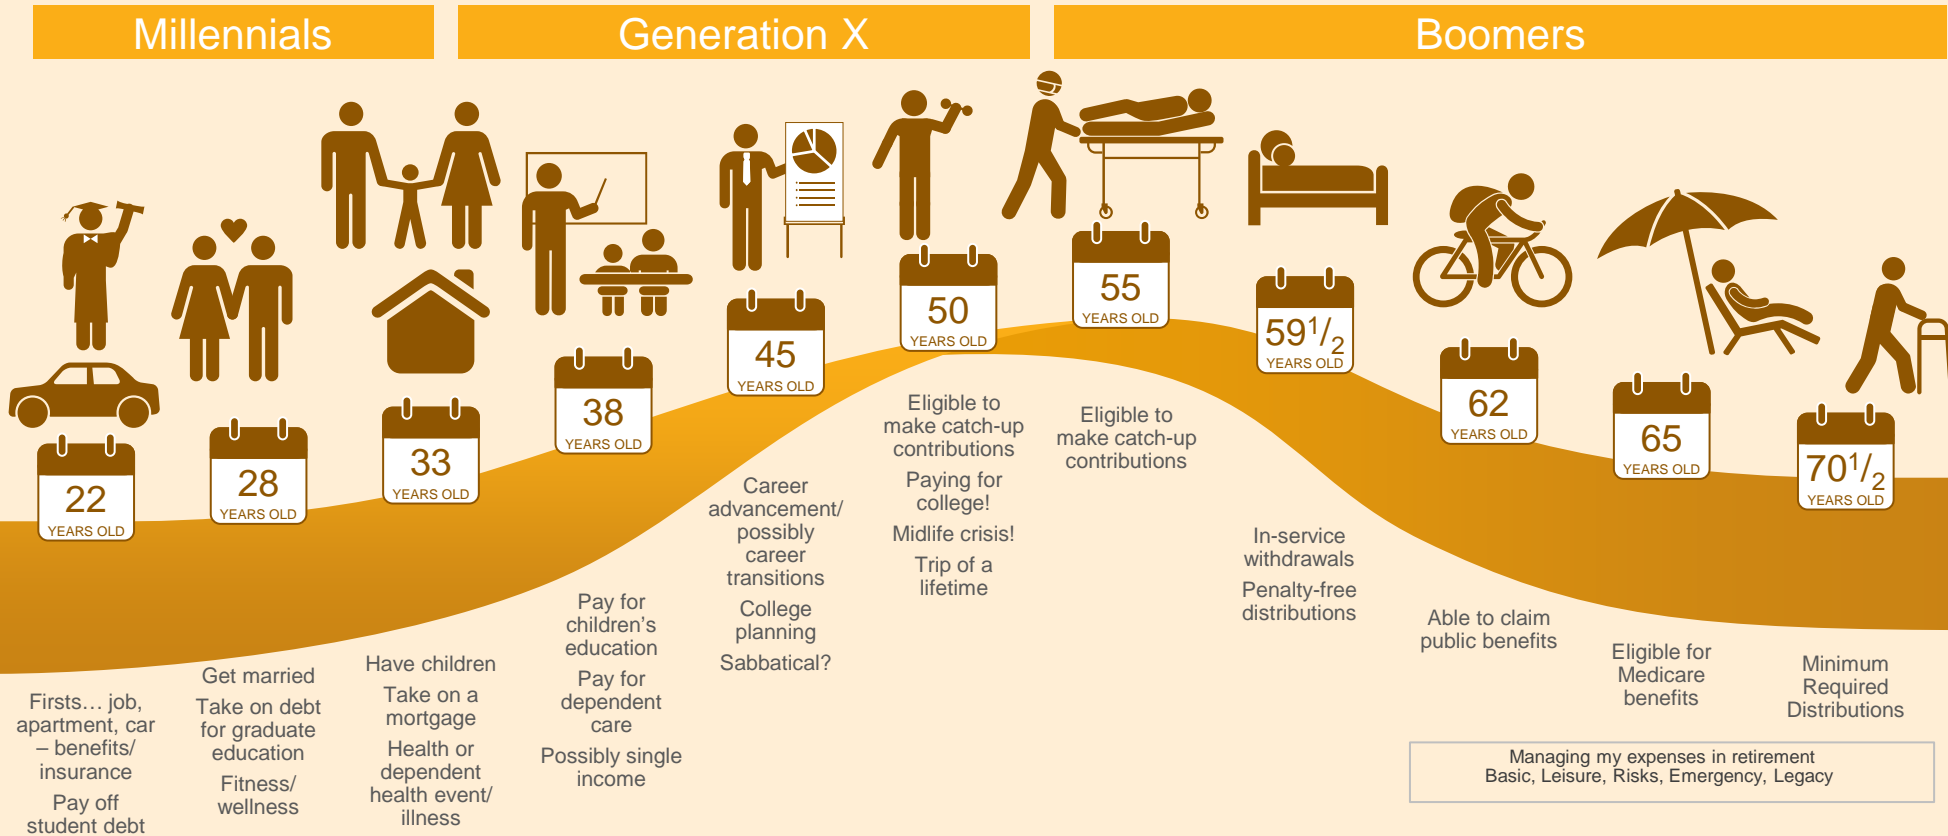 Millennials
Generation X
Boomers
22
YEARS OLD
Firsts… job,
apartment, car
– benefits/
insurance
Pay off
student debt
28
YEARS OLD
Get married
Take on debt
for graduate
education
Fitness/
wellness
33
YEARS OLD
Have children
Take on a
mortgage
Health or
dependent
health event/
illness
38
YEARS OLD
Pay for
children’s
education
Pay for
dependent
care
Possibly single
income
45
YEARS OLD
Career
advancement/
possibly
career
transitions
College
planning
Sabbatical?
50
YEARS OLD
Eligible to
make catch-up
contributions
Paying for
college!
Midlife crisis!
Trip of a
lifetime
55
YEARS OLD
Eligible to
make catch-up
contributions
59 1/2
YEARS OLD
In-service
withdrawals
Penalty-free
distributions
62
YEARS OLD
Able to claim
public benefits
65
YEARS OLD
Eligible for
Medicare
benefits
70 1/2
YEARS OLD
Minimum
Required
Distributions
Managing my expenses in retirement
Basic, Leisure, Risks, Emergency, Legacy